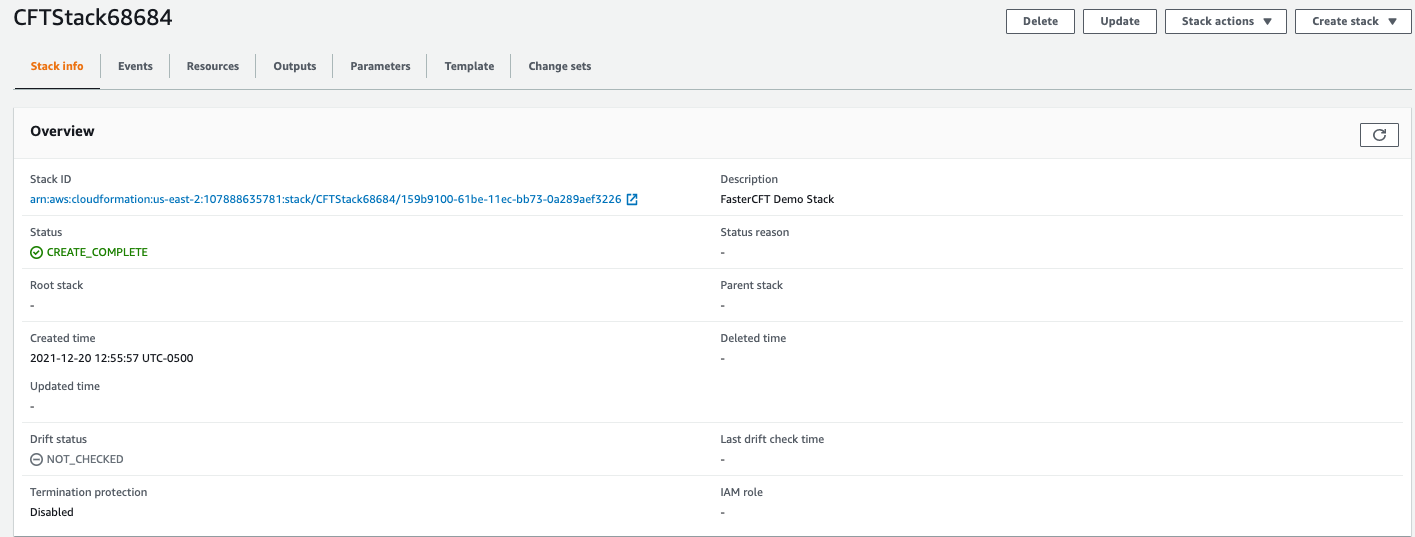 CFTStack68684
Delete
Update
Stack actions
Create stack
Stack info
Events
Resources
Outputs
Parameters
Template
Change sets
Overview
Stack ID
arn:aws:cloudformation:us-east-2:107888635781:stack/CFTStack68684/159b9100-61be-11ec-bb73-0a289aef3226
Description
FasterCFT Demo Stack
Status
CREATE_COMPLETE
Status reason
-
Root stack
-
Parent stack
-
Created time
2021-12-20 12:55:57 UTC-0500
Deleted time
-
Updated time
-
Drift status
NOT_CHECKED
Last drift check time
-
Termination protection
Disabled
IAM role
-